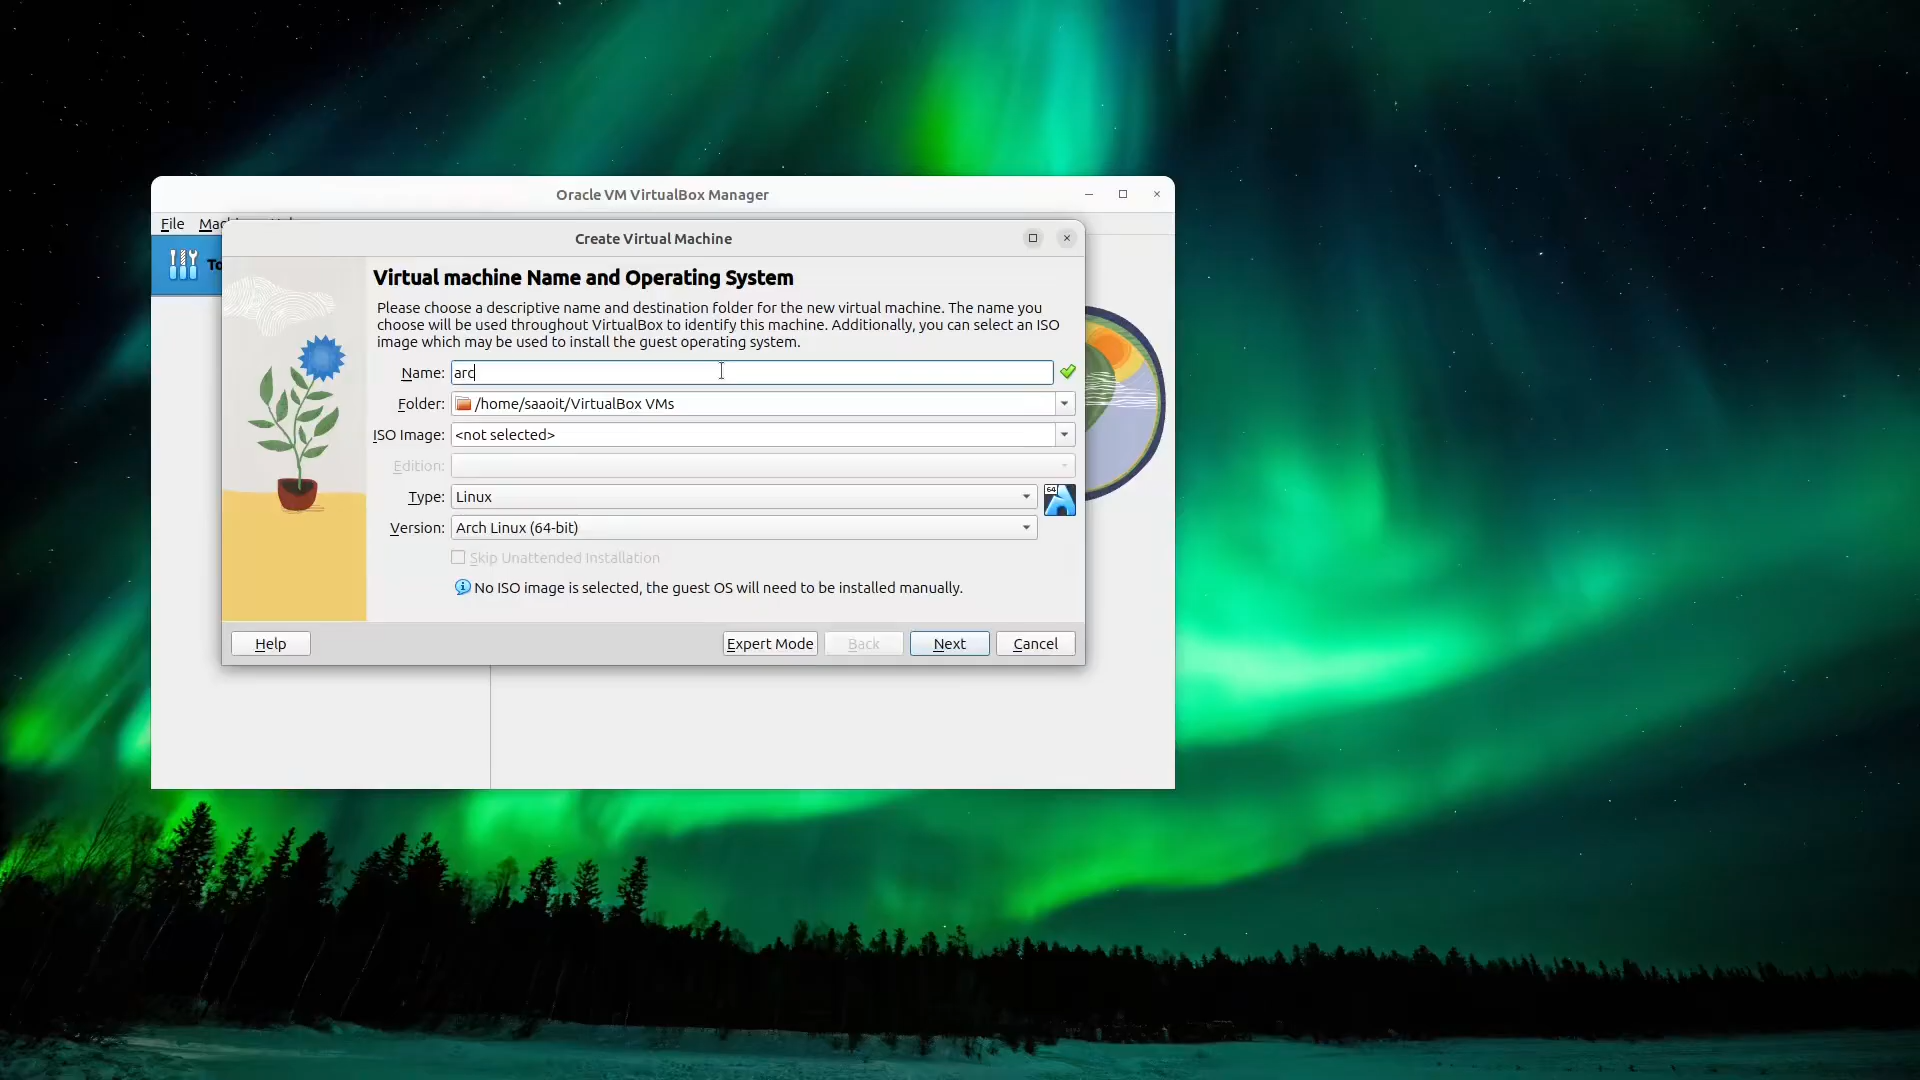 Oracle VM VirtualBox Manager
File
Create Virtual Machine
Virtual machine Name and Operating System
Please choose a descriptive name and destination folder for the new virtual machine. The name you
choose will be used throughout VirtualBox to identify this machine. Additionally, you can select an ISO
image which may be used to install the guest operating system.
Name: arc
Folder: /home/saaoit/VirtualBox VMs
ISO Image: <not selected>
Edition:
Type: Linux
64
Version: Arch Linux (64-bit)
Skip Unattended Installation
No ISO image is selected, the guest OS will need to be installed manually.
Help Expert Mode Back Next Cancel